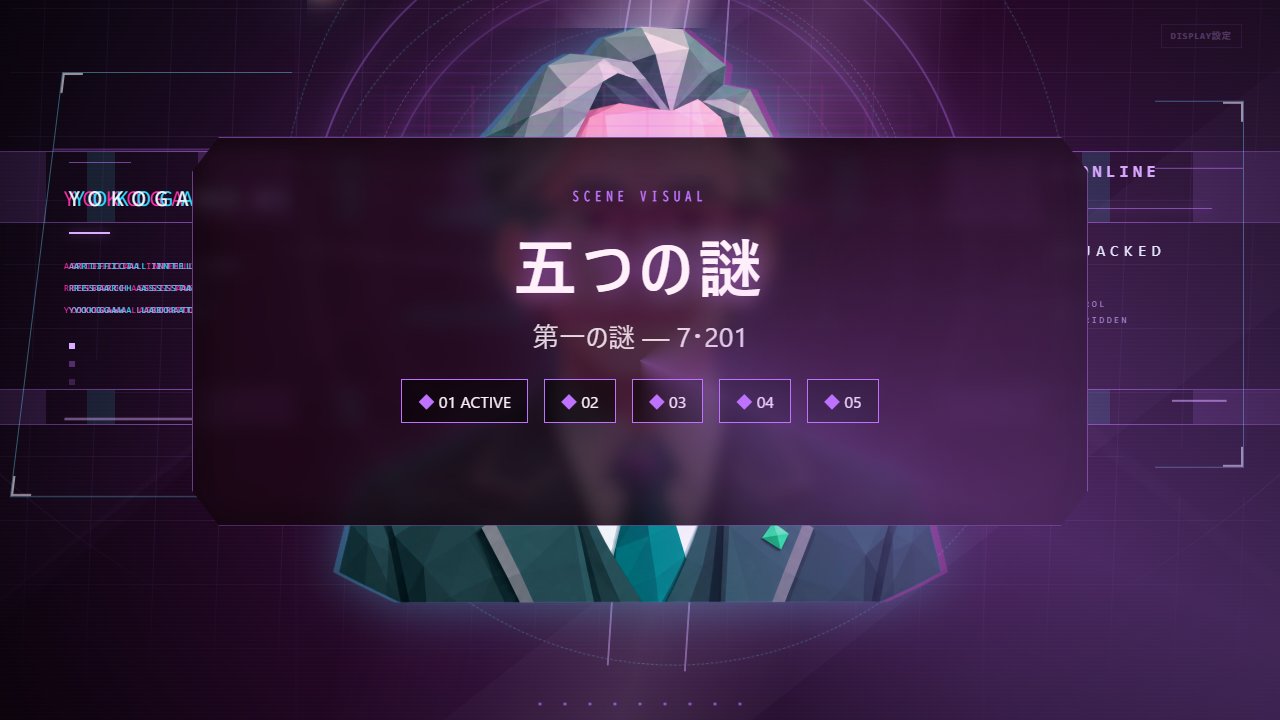 DISPLAY設定
YOKOGA
ONLINE
JACKED
SCENE VISUAL
五つの謎
第一の謎 — 7・201
01 ACTIVE
02
03
04
05